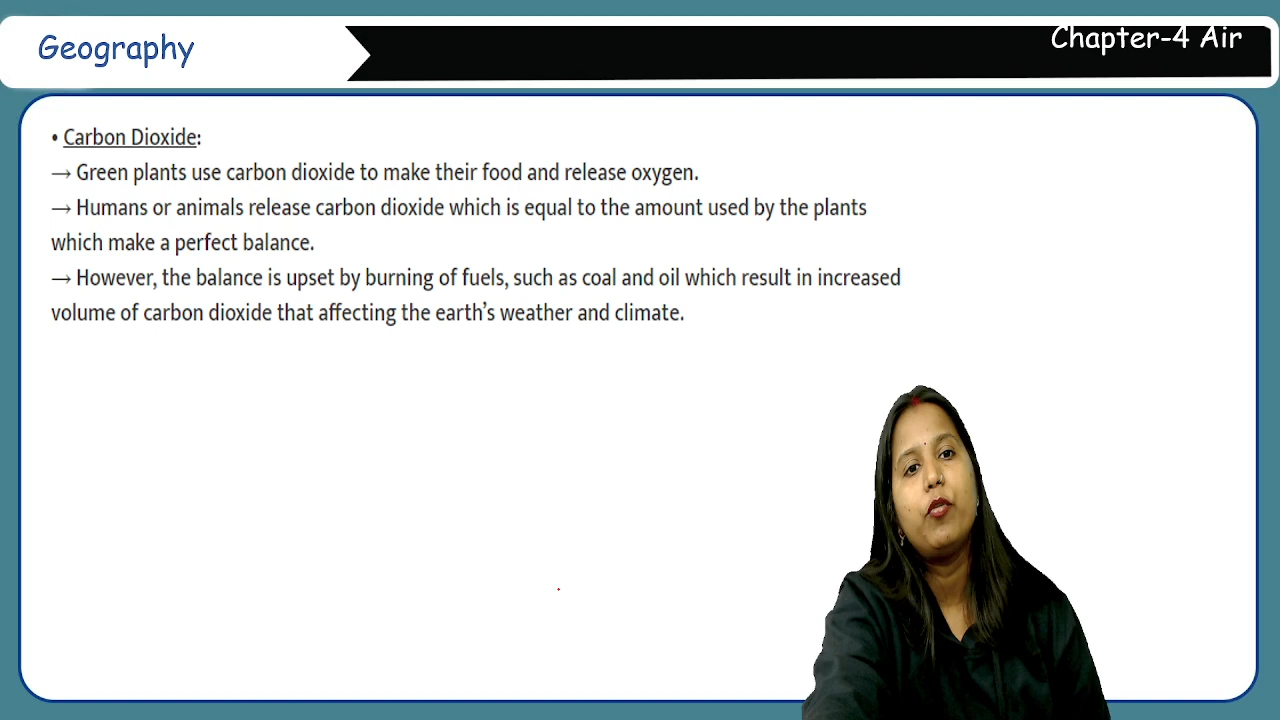 Geography
Chapter-4 Air
• Carbon Dioxide:
→ Green plants use carbon dioxide to make their food and release oxygen.
→ Humans or animals release carbon dioxide which is equal to the amount used by the plants
which make a perfect balance.
→ However, the balance is upset by burning of fuels, such as coal and oil which result in increased
volume of carbon dioxide that affecting the earth’s weather and climate.